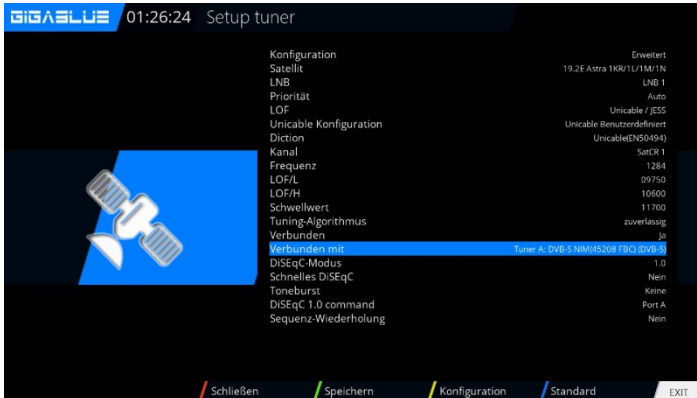 GIGABLUE 01:26:24 Setup tuner
Konfiguration Erweitert
Satellit 19.2E Astra 1KR/1L/1M/1N
LNB LNB 1
Priorität Auto
LOF Unicable / JESS
Unicable Konfiguration Unicable Benutzerdefiniert
Diction Unicable(EN50494)
Kanal SatCR 1
Frequenz 1284
LOF/L 09750
LOF/H 10600
Schwellwert 11700
Tuning-Algorithmus zuverlässig
Verbunden Ja
Verbunden mit Tuner A: DVB-S NIM(45208 FBC) (DVB-S)
DiSEqC-Modus 1.0
Schnelles DiSEqC Nein
Toneburst Keine
DiSEqC 1.0 command Port A
Sequenz-Wiederholung Nein
Schließen Speichern Konfiguration Standard EXIT